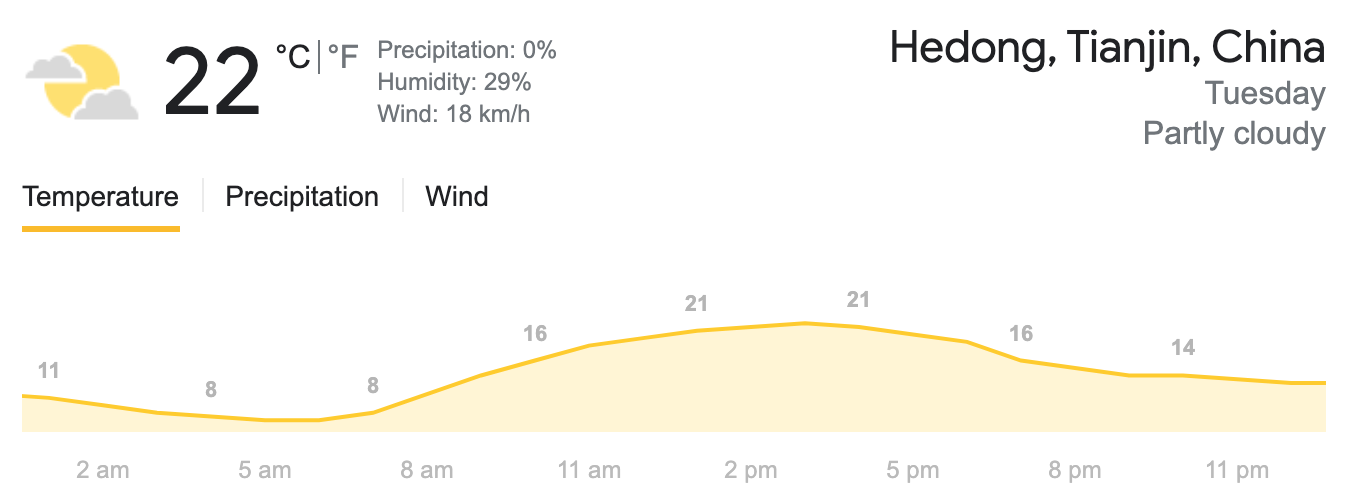 22 °C | °F
Precipitation: 0%
Humidity: 29%
Wind: 18 km/h
Hedong, Tianjin, China
Tuesday
Partly cloudy
Temperature
Precipitation
Wind
11
8
8
16
21
21
16
14
2 am
5 am
8 am
11 am
2 pm
5 pm
8 pm
11 pm